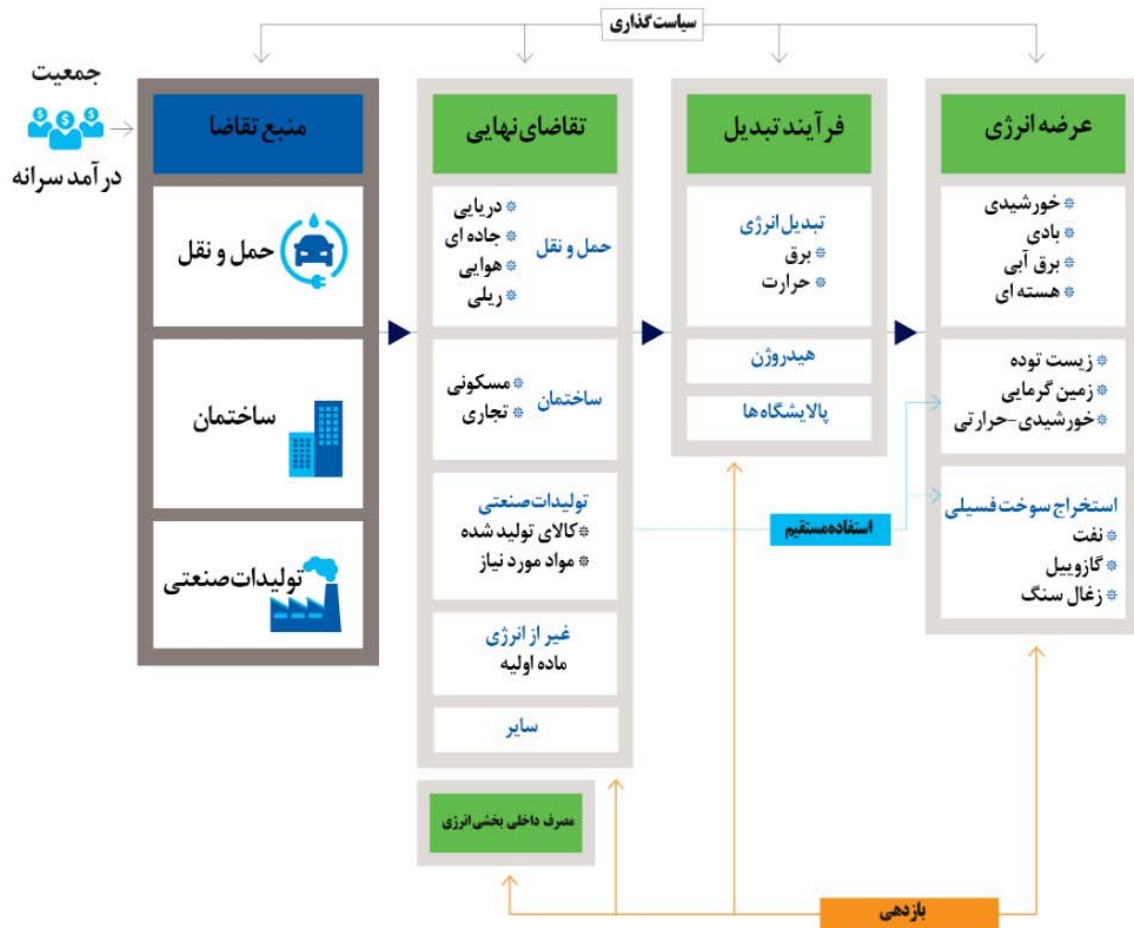 سیاست‌گذاری
جمعیت
درآمد سرانه
منبع تقاضا
حمل و نقل
ساختمان
تولیدات صنعتی
تقاضای نهایی
حمل و نقل
دریایی
جاده ای
هوایی
ریلی
ساختمان
مسکونی
تجاری
تولیدات صنعتی
کالای تولید شده
مواد مورد نیاز
غیر از انرژی
ماده اولیه
سایر
مصرف داخلی بخشی انرژی
فرآیند تبدیل
تبدیل انرژی
برق
حرارت
هیدروژن
پالایشگاه ها
استفاده مستقیم
عرضه انرژی
خورشیدی
بادی
برق آبی
هسته ای
زیست توده
زمین گرمایی
خورشیدی-حرارتی
استخراج سوخت فسیلی
نفت
گازوییل
زغال سنگ
بازدهی